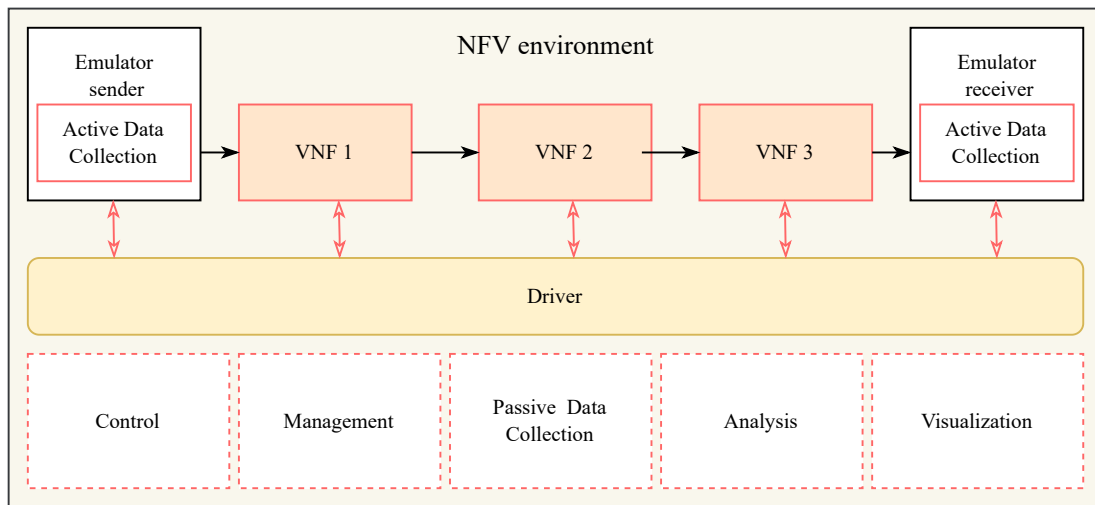 NFV environment
Emulator
sender
Active Data
Collection
VNF 1
VNF 2
VNF 3
Emulator
receiver
Active Data
Collection
Driver
Control
Management
Passive Data
Collection
Analysis
Visualization